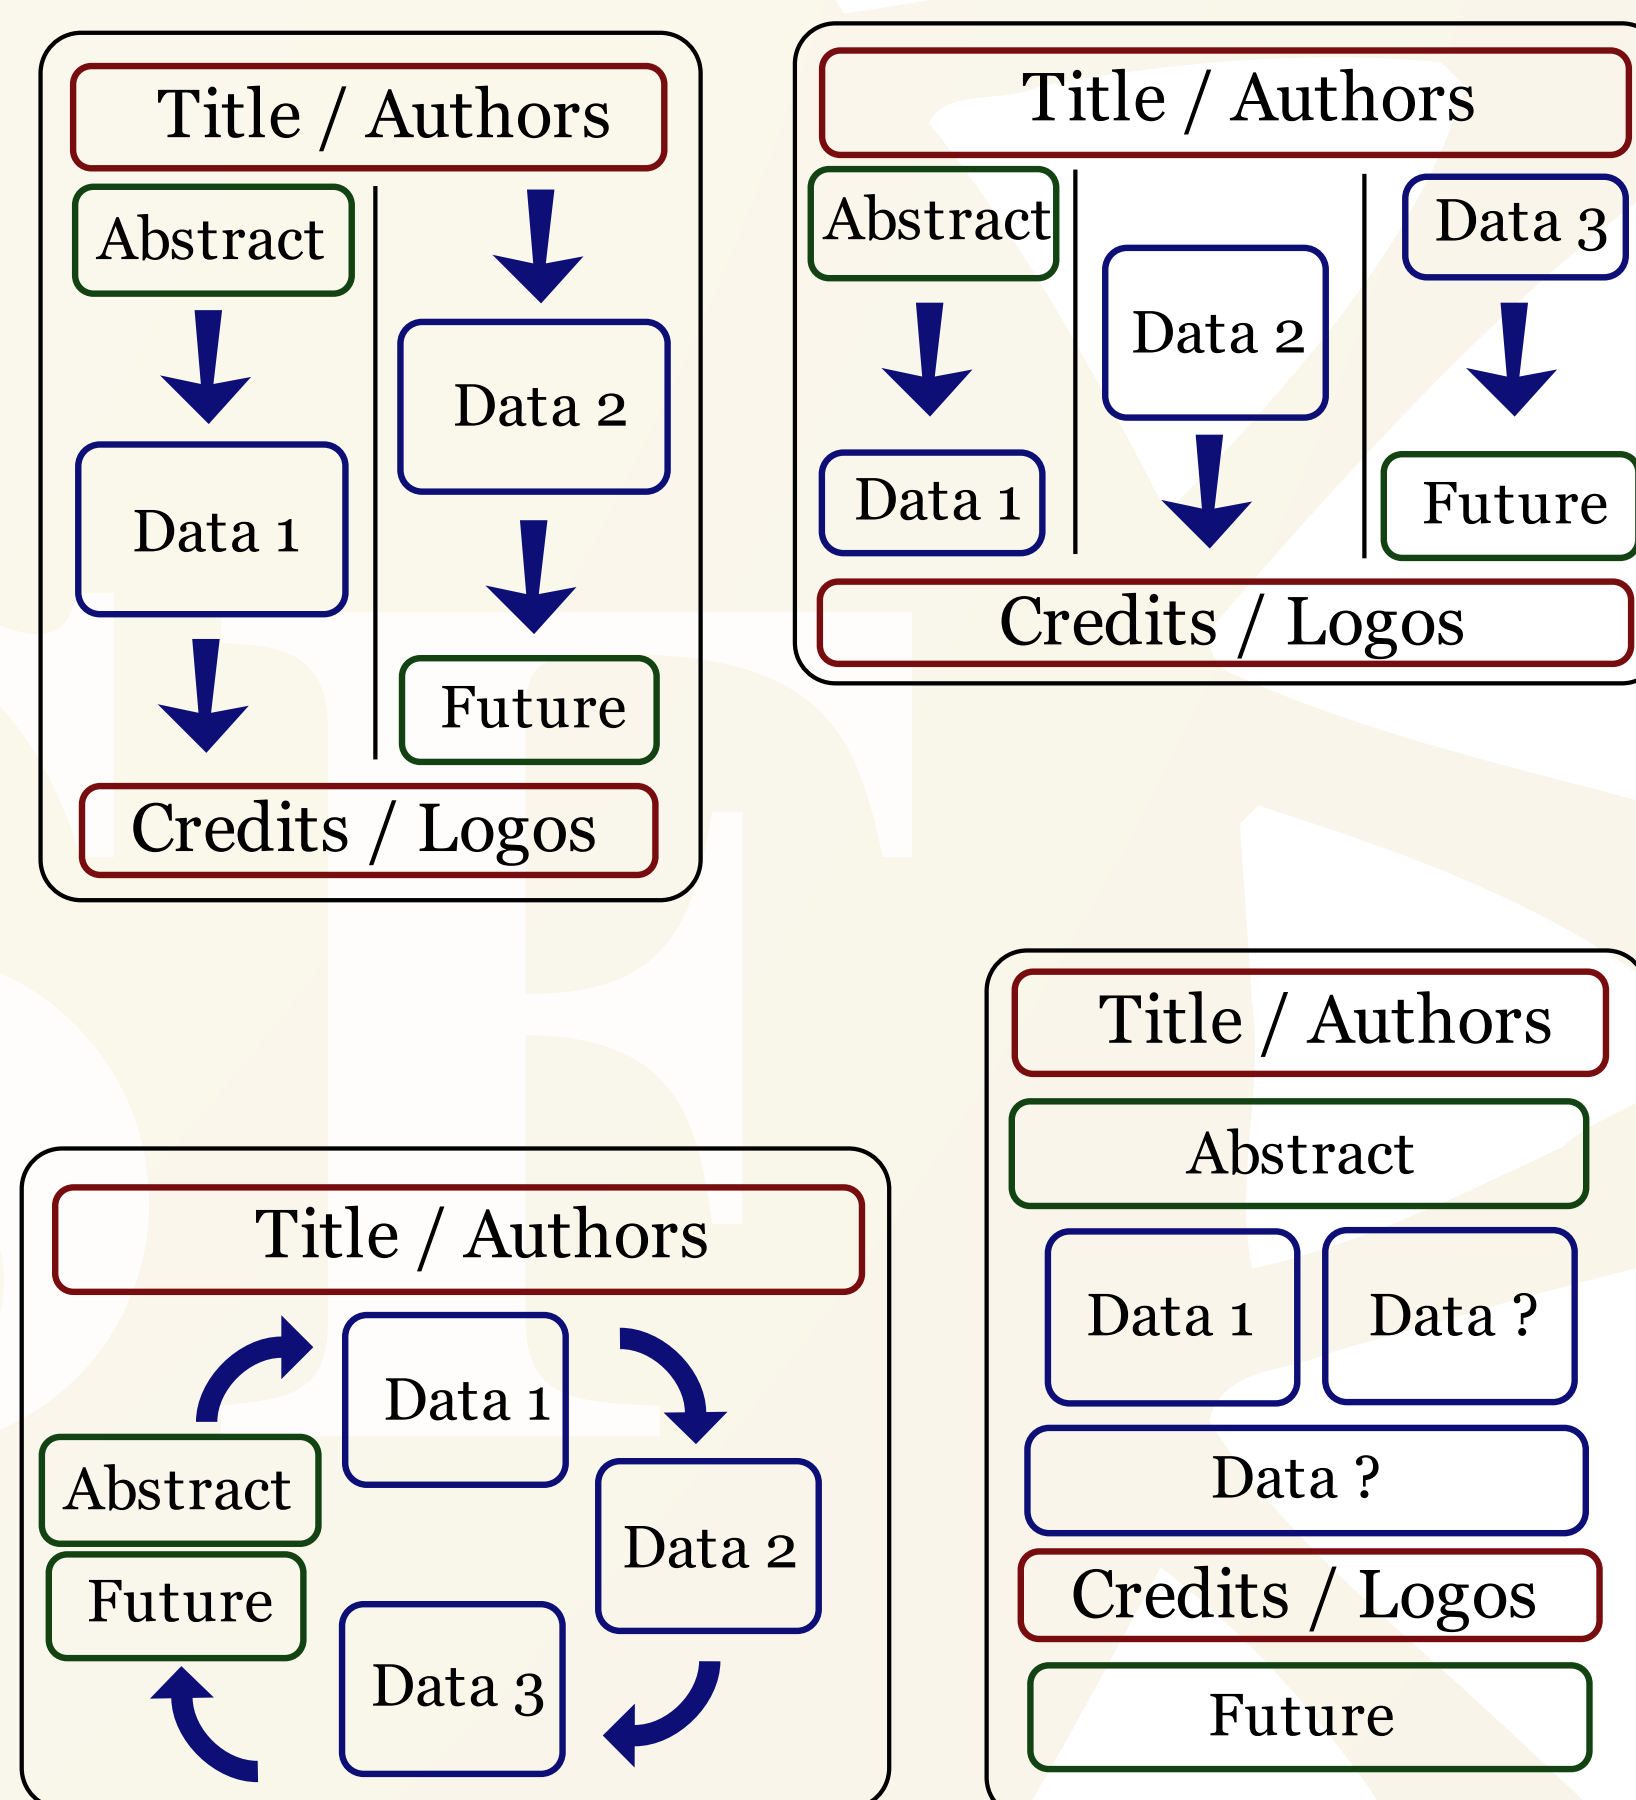 Title / Authors
Abstract
Data 1
Data 2
Future
Credits / Logos
Title / Authors
Abstract
Data 1
Data 2
Data 3
Future
Credits / Logos
Title / Authors
Data 1
Abstract
Data 2
Future
Data 3
Title / Authors
Abstract
Data 1
Data ?
Data ?
Credits / Logos
Future